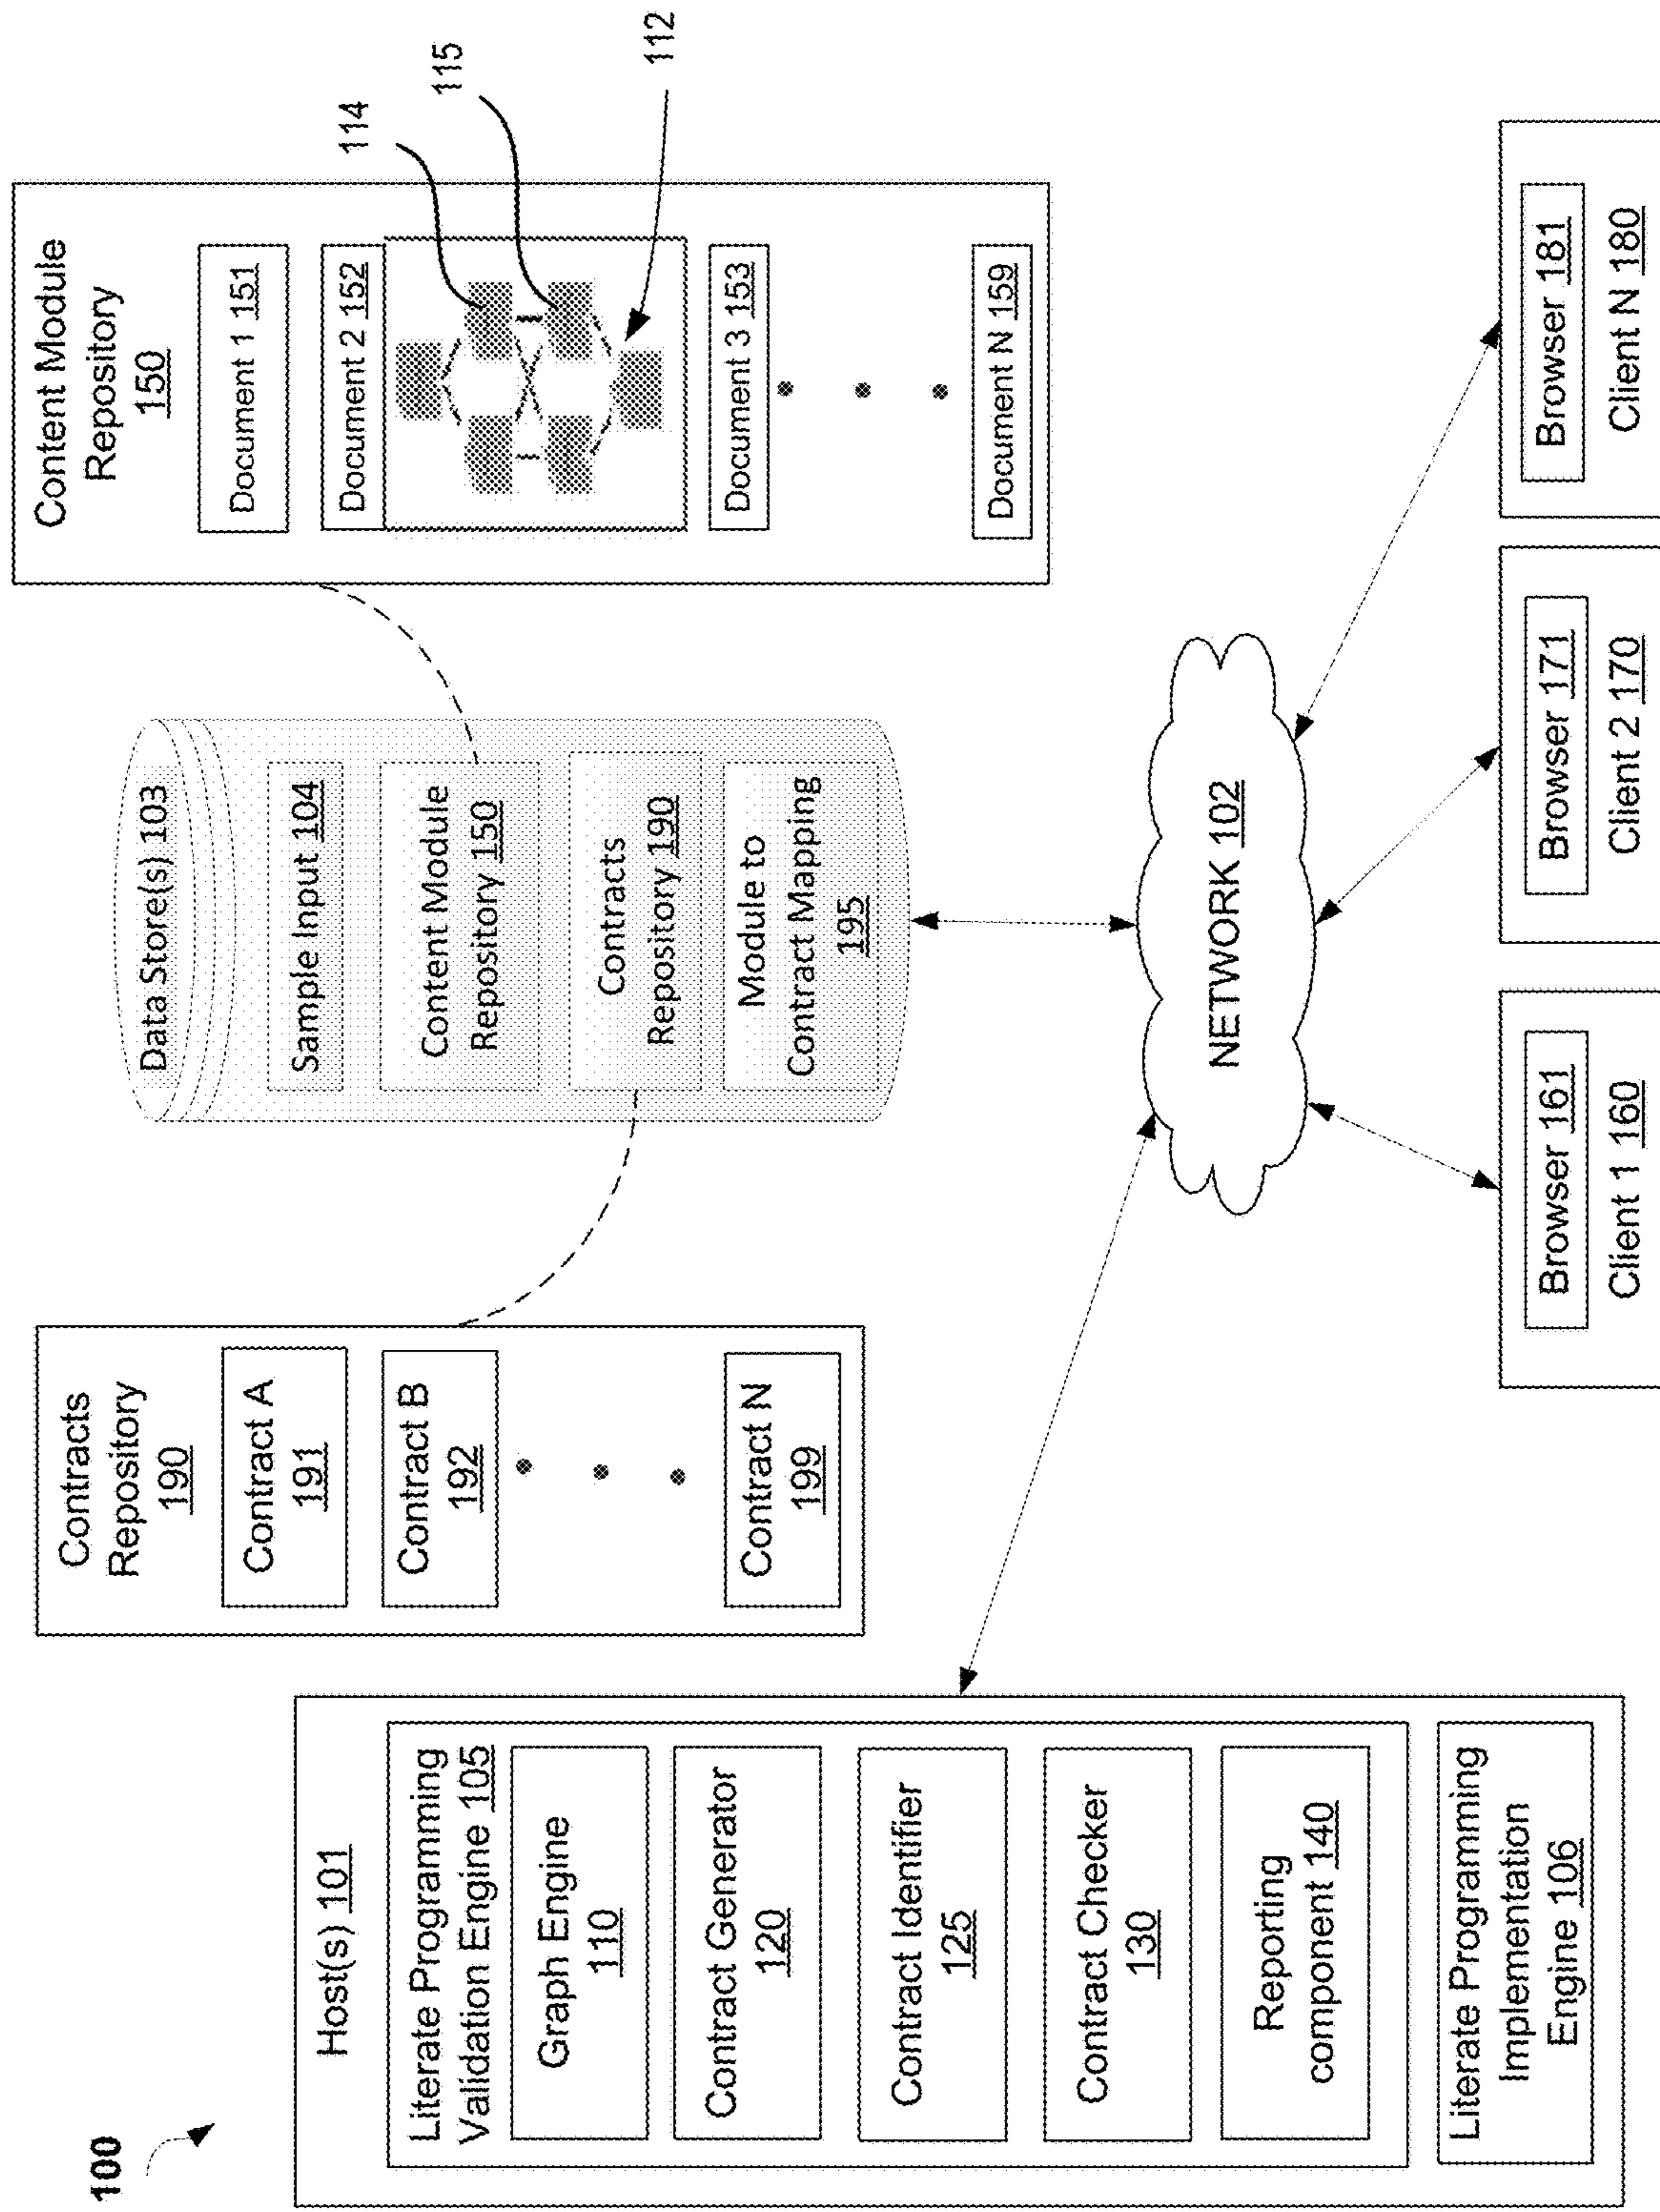 100
Host(s) 101
Literate Programming
Validation Engine 105
Graph Engine
110
Contract Generator
120
Contract Identifier
125
Contract Checker
130
Reporting
component 140
Literate Programming
Implementation
Engine 106
Contracts
Repository
190
Contract A
191
Contract B
192
Contract N
199
Data Store(s) 103
Sample Input 104
Content Module
Repository 150
Contracts
Repository 190
Module to
Contract Mapping
195
Content Module
Repository
150
Document 1 151
Document 2 152
114
115
112
Document 3 153
Document N 159
NETWORK 102
Browser 161
Client 1 160
Browser 171
Client 2 170
Browser 181
Client N 180